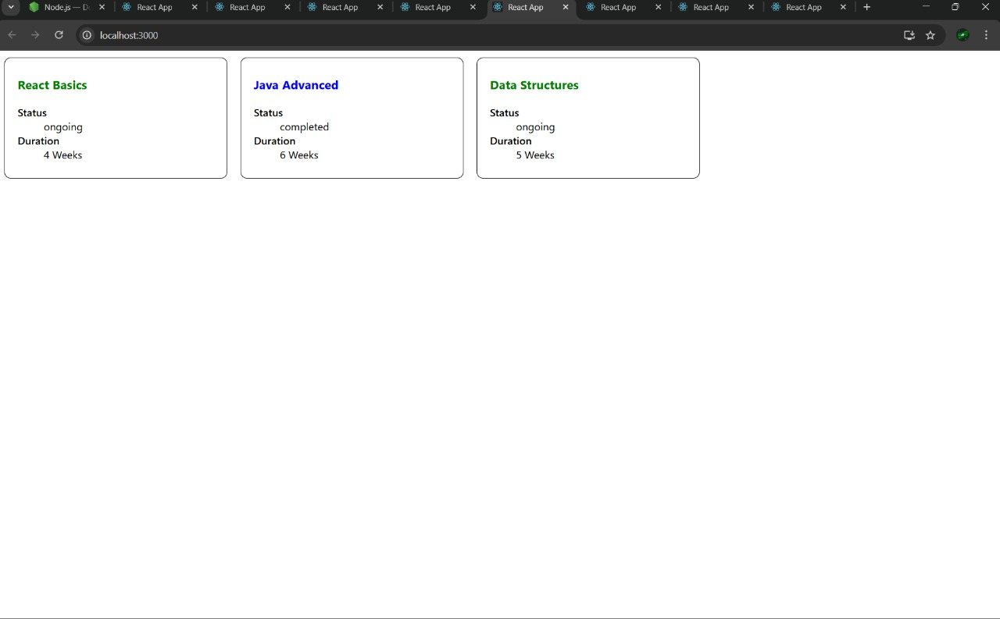 Node.js — D
React App
React App
React App
React App
React App
React App
React App
React App
localhost:3000
React Basics
Status
ongoing
Duration
4 Weeks
Java Advanced
Status
completed
Duration
6 Weeks
Data Structures
Status
ongoing
Duration
5 Weeks